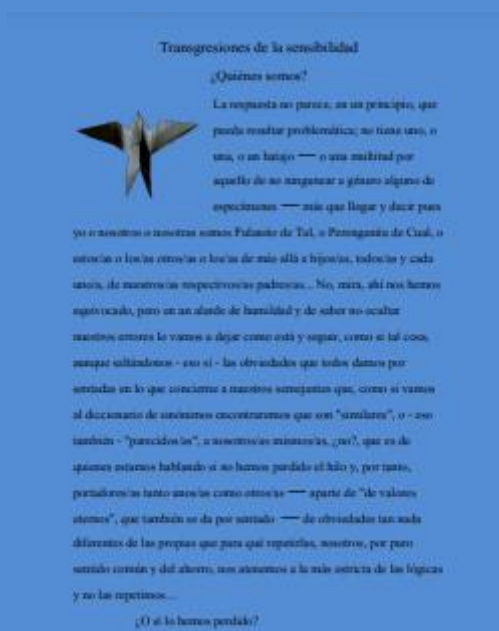 Transgresiones de la sensibilidad
¿Quiénes somos?
La respuesta no parece, en un principio, que
pueda resultar problemática; no tiene uno, o
una, o un hatajo — o una multitud por
aquello de no ningunear a género alguno de
especímenes — más que llegar y decir pues
yo o nosotros o nosotras somos Fulanito de Tal, o Perenganita de Cual, o
estos/as o los/as otros/as o los/as de más allá e hijos/as, todos/as y cada
uno/a, de nuestros/as respectivos/as padres/as... No, mira, ahí nos hemos
equivocado, pero en un alarde de humildad y de saber no ocultar
nuestros errores lo vamos a dejar como está y seguir, como si tal cosa,
aunque saltándonos - eso sí - las obviedades que todos damos por
sentadas en lo que concierne a nuestros semejantes que, como si vamos
al diccionario de sinónimos encontraremos que son "similares", o - eso
también - "parecidos/as", a nosotros/as mismos/as, ¿no?, que es de
quienes estamos hablando si no hemos perdido el hilo y, por tanto,
portadores/as tanto unos/as como otros/as — aparte de "de valores
eternos", que también se da por sentado — de obviedades tan nada
diferentes de las propias que para qué repetirlas, nosotros, por puro
sentido común y del ahorro, nos atenemos a la más estricta de las lógicas
y no las repetimos...
¿O si lo hemos perdido?